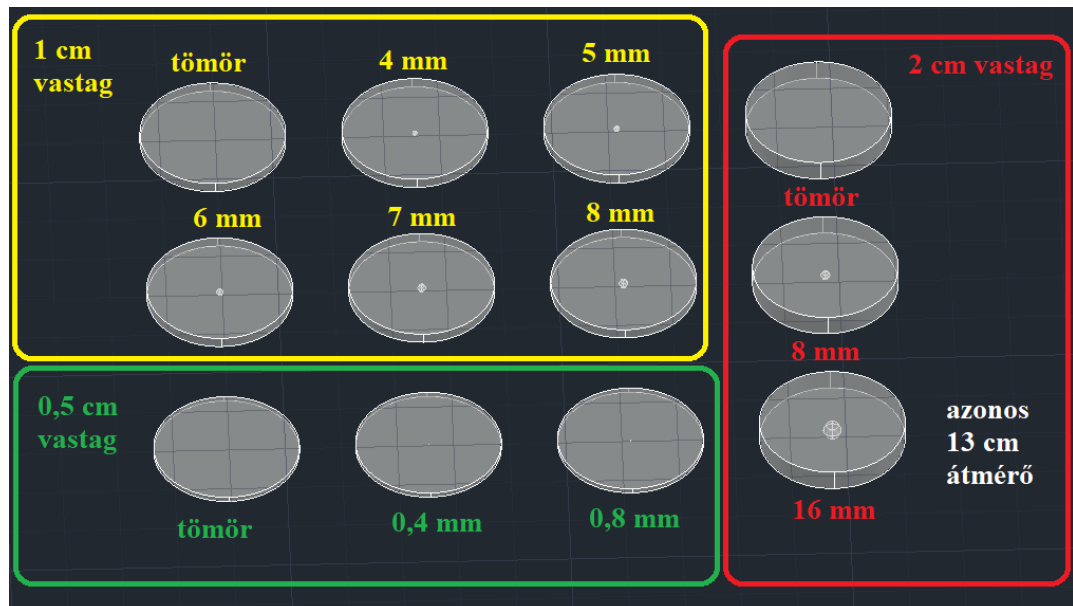 1 cm
vastag
tömör
4 mm
5 mm
6 mm
7 mm
8 mm
0,5 cm
vastag
tömör
0,4 mm
0,8 mm
2 cm vastag
tömör
8 mm
16 mm
azonos
13 cm
átmérő